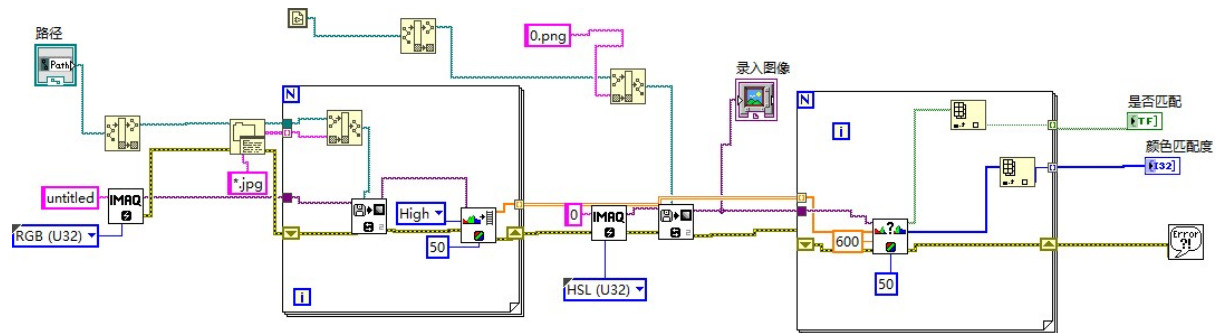 路径
Path
0.png
录入图像
N
N
i
是否匹配
TF
颜色匹配度
I32
*.jpg
untitled
IMAQ
High
0
IMAQ
RGB (U32)
50
600
Error
?!
HSL (U32)
50
i